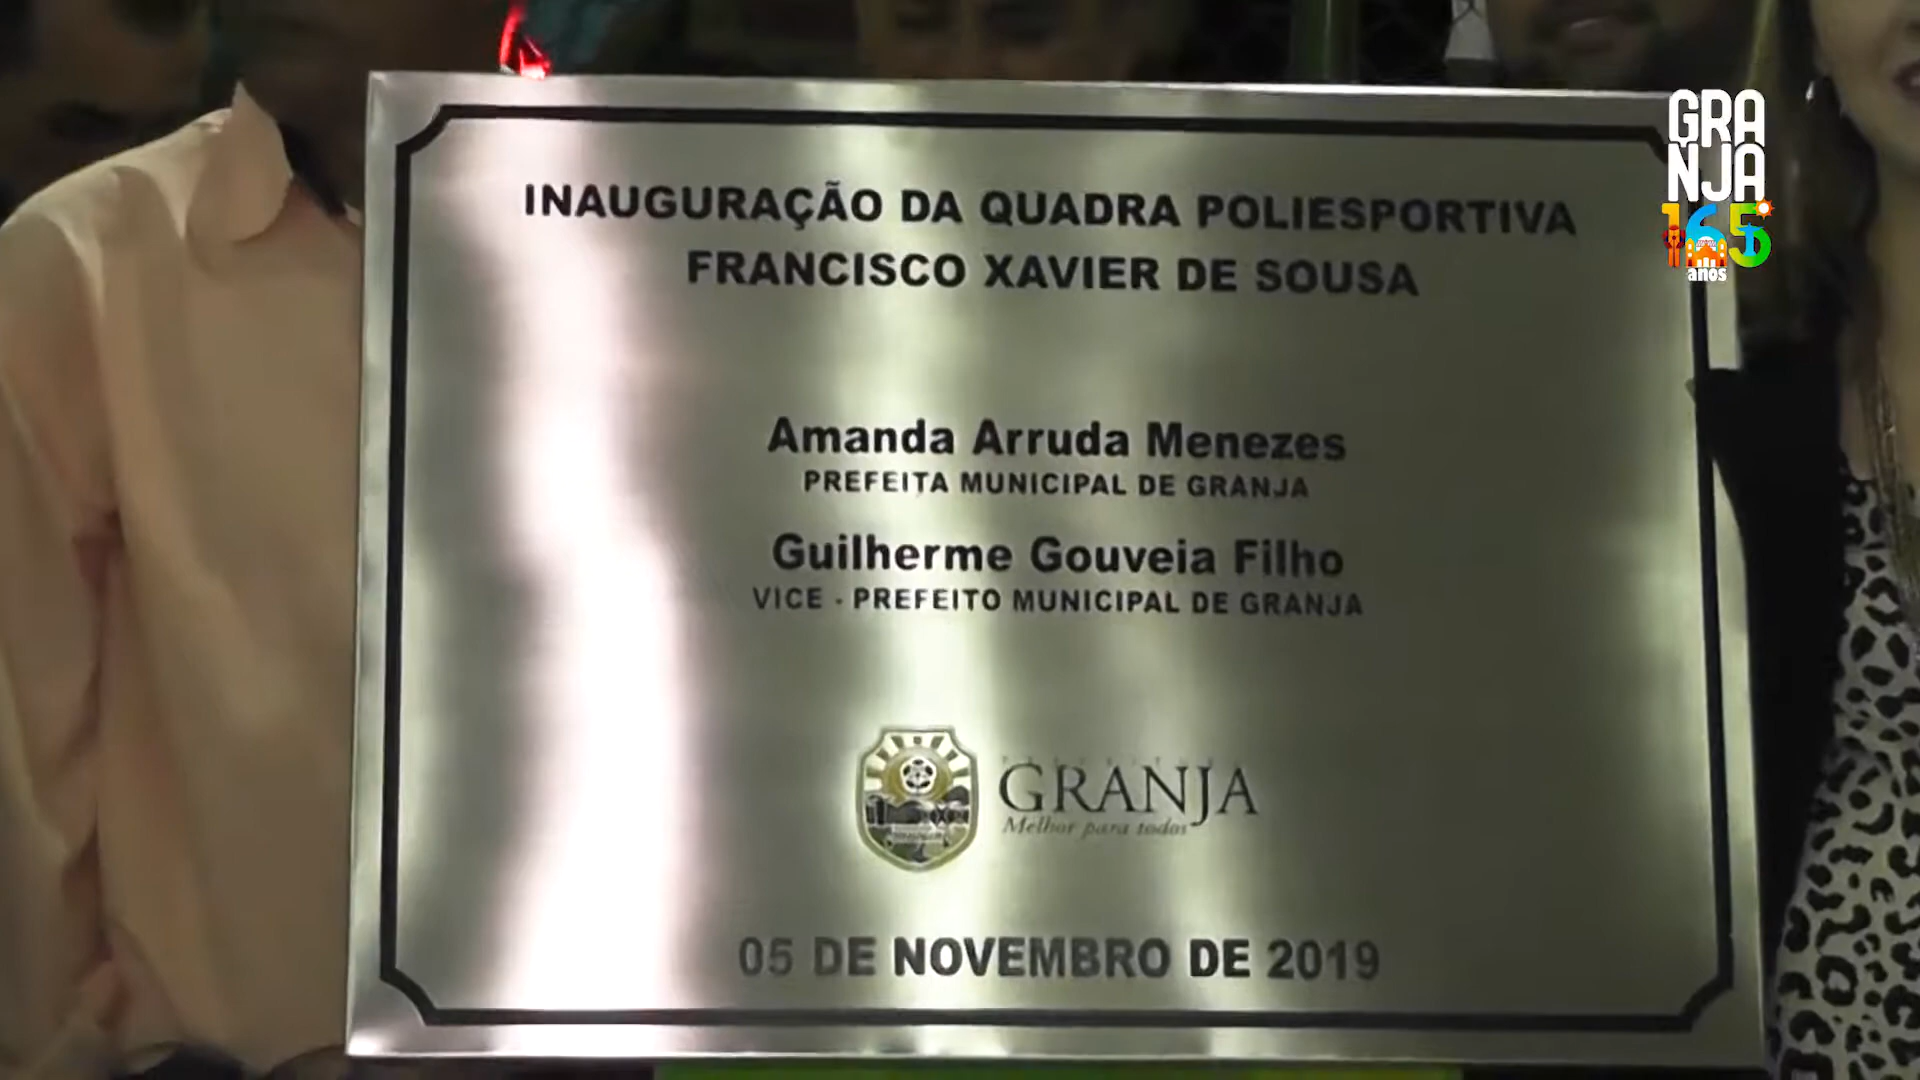 GRA
NJA
165
anos
INAUGURAÇÃO DA QUADRA POLIESPORTIVA
FRANCISCO XAVIER DE SOUSA
Amanda Arruda Menezes
PREFEITA MUNICIPAL DE GRANJA
Guilherme Gouveia Filho
VICE - PREFEITO MUNICIPAL DE GRANJA
GRANJA
Melhor para todos
05 DE NOVEMBRO DE 2019